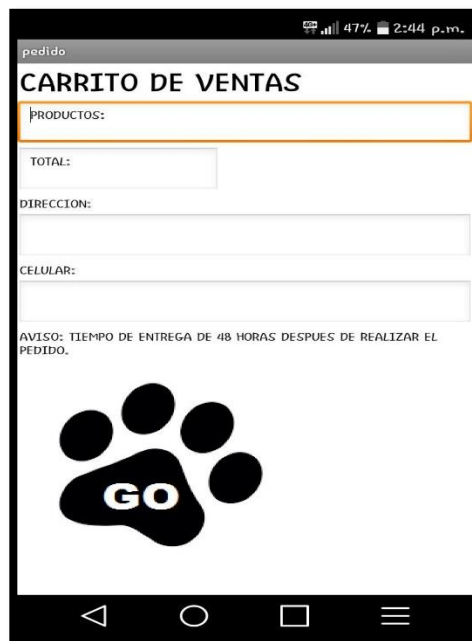 4G 47% 2:44 p.m.
pedido
CARRITO DE VENTAS
PRODUCTOS:
TOTAL:
DIRECCION:
CELULAR:
AVISO: TIEMPO DE ENTREGA DE 48 HORAS DESPUES DE REALIZAR EL
PEDIDO.
GO